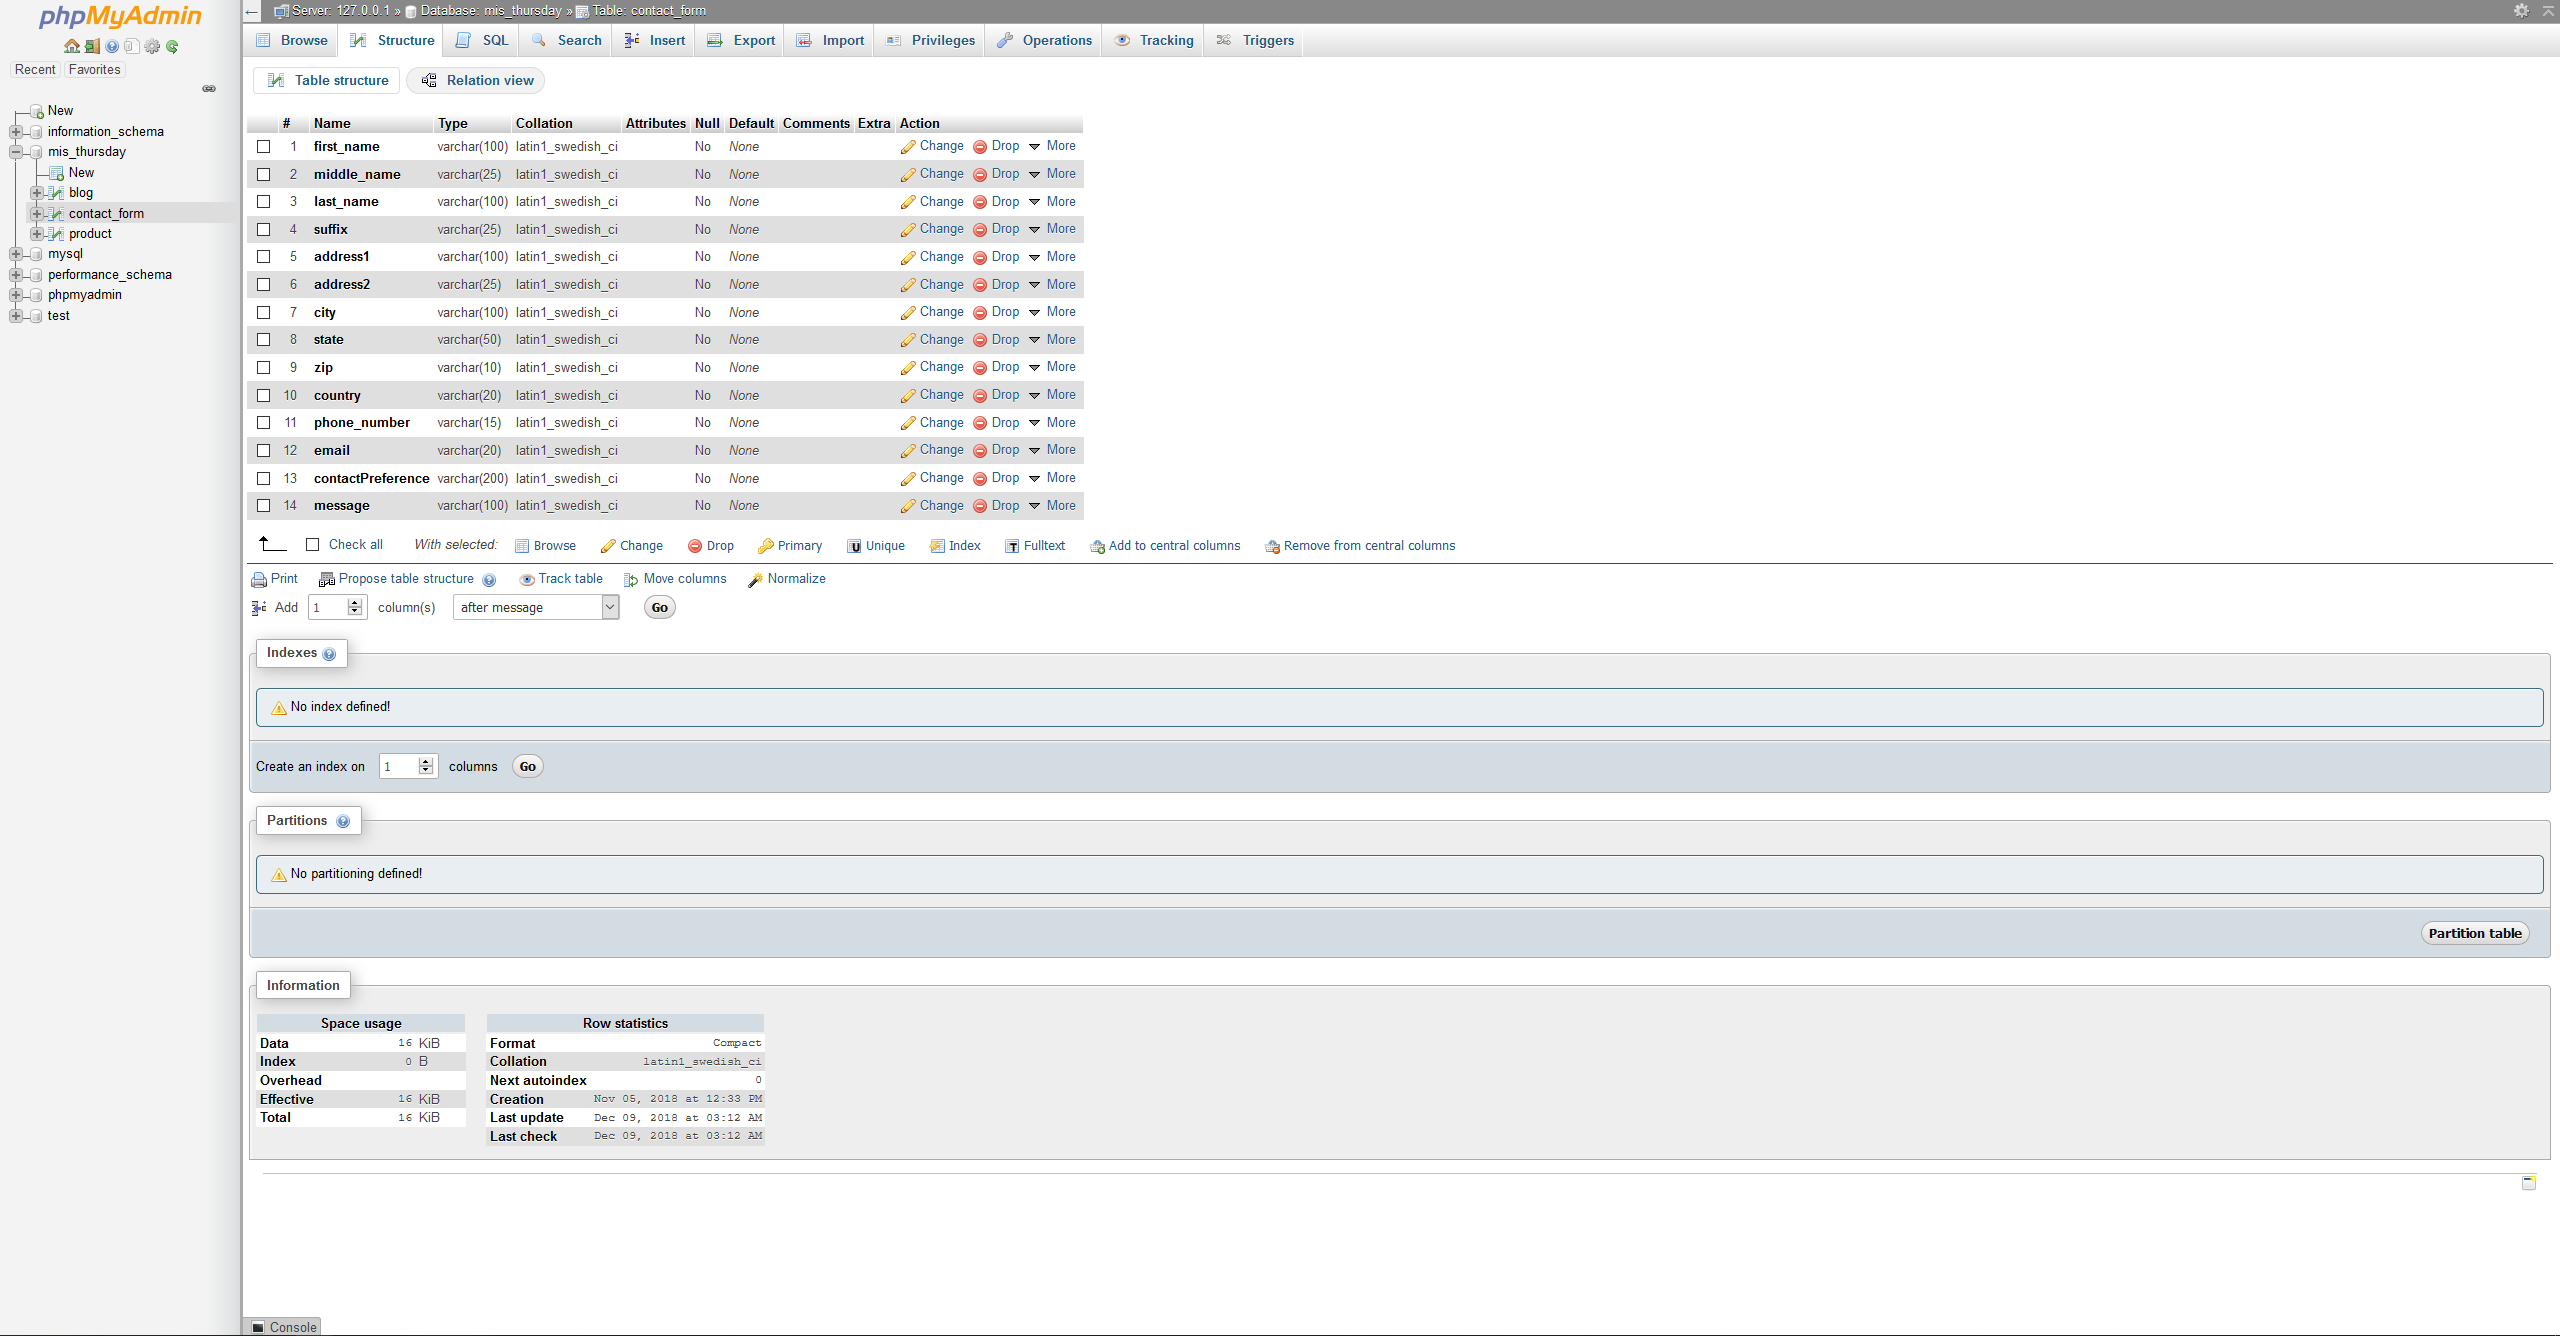 phpMyAdmin
Recent Favorites
New
information_schema
mis_thursday
New
blog
contact_form
product
mysql
performance_schema
phpmyadmin
test
Server: 127.0.0.1 » Database: mis_thursday » Table: contact_form
Browse Structure SQL Search Insert Export Import Privileges Operations Tracking Triggers
Table structure Relation view
# Name Type Collation Attributes Null Default Comments Extra Action
1 first_name varchar(100) latin1_swedish_ci No None Change Drop More
2 middle_name varchar(25) latin1_swedish_ci No None Change Drop More
3 last_name varchar(100) latin1_swedish_ci No None Change Drop More
4 suffix varchar(25) latin1_swedish_ci No None Change Drop More
5 address1 varchar(100) latin1_swedish_ci No None Change Drop More
6 address2 varchar(25) latin1_swedish_ci No None Change Drop More
7 city varchar(100) latin1_swedish_ci No None Change Drop More
8 state varchar(50) latin1_swedish_ci No None Change Drop More
9 zip varchar(10) latin1_swedish_ci No None Change Drop More
10 country varchar(20) latin1_swedish_ci No None Change Drop More
11 phone_number varchar(15) latin1_swedish_ci No None Change Drop More
12 email varchar(20) latin1_swedish_ci No None Change Drop More
13 contactPreference varchar(200) latin1_swedish_ci No None Change Drop More
14 message varchar(100) latin1_swedish_ci No None Change Drop More
Check all With selected: Browse Change Drop Primary Unique Index Fulltext Add to central columns Remove from central columns
Print Propose table structure Track table Move columns Normalize
Add 1 column(s) after message Go
Indexes
No index defined!
Create an index on 1 columns Go
Partitions
No partitioning defined!
Partition table
Information
Space usage
Data 16 KiB
Index 0 B
Overhead
Effective 16 KiB
Total 16 KiB
Row statistics
Format Compact
Collation latin1_swedish_ci
Next autoindex 0
Creation Nov 05, 2018 at 12:33 PM
Last update Dec 09, 2018 at 03:12 AM
Last check Dec 09, 2018 at 03:12 AM
Console